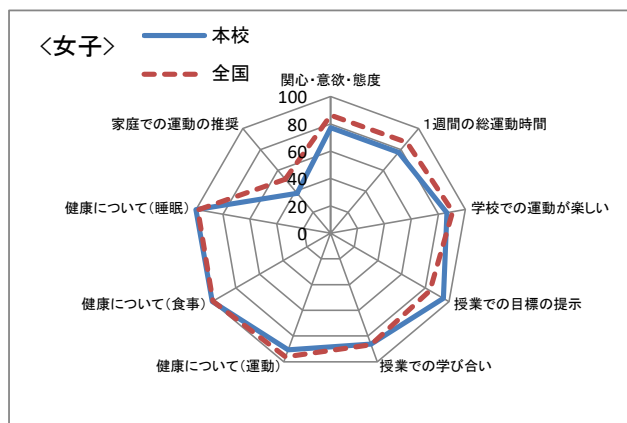 <女子>
本校
全国
関心・意欲・態度
1週間の総運動時間
学校での運動が楽しい
授業での目標の提示
授業での学び合い
健康について(運動)
健康について(食事)
健康について(睡眠)
家庭での運動の推奨
100
80
60
40
20
0